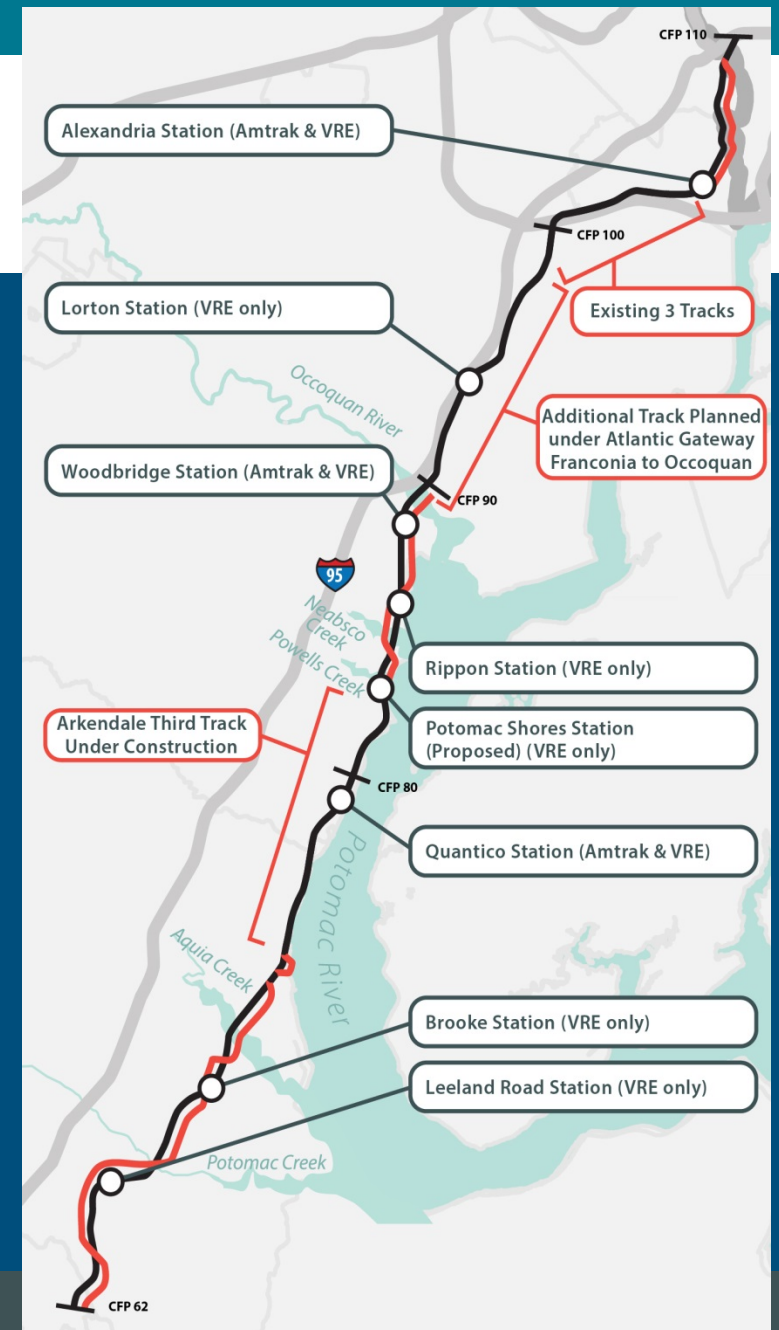 CFP 110
Alexandria Station (Amtrak & VRE)
CFP 100
Lorton Station (VRE only)
Existing 3 Tracks
Occoquan River
Additional Track Planned
under Atlantic Gateway
Franconia to Occoquan
Woodbridge Station (Amtrak & VRE)
CFP 90
95
Neabsco
Creek
Powells Creek
Rippon Station (VRE only)
Arkendale Third Track
Under Construction
Potomac Shores Station
(Proposed) (VRE only)
CFP 80
Quantico Station (Amtrak & VRE)
Potomac River
Aquia Creek
Brooke Station (VRE only)
Leeland Road Station (VRE only)
Potomac Creek
CFP 62